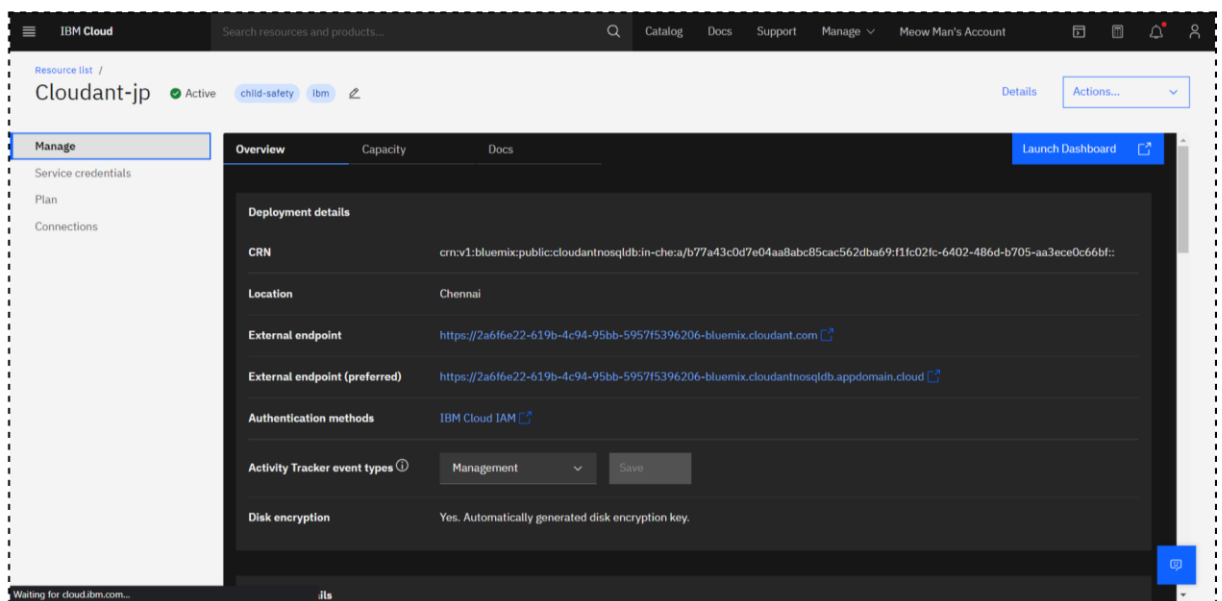 IBM Cloud
Search resources and products...
Catalog
Docs
Support
Manage
Meow Man's Account
Resource list /
Cloudant-jp
Active
child-safety
ibm
Details
Actions...
Manage
Service credentials
Plan
Connections
Overview
Capacity
Docs
Launch Dashboard
Deployment details
CRN crn:v1:bluemix:public:cloudantnosqldb:in-che:a/b77a43c0d7e04aa8abc85cac562dba69:f1fc02fc-6402-486d-b705-aa3ece0c66bf::
Location Chennai
External endpoint https://2a6f6e22-619b-4c94-95bb-5957f5396206-bluemix.cloudant.com
External endpoint (preferred) https://2a6f6e22-619b-4c94-95bb-5957f5396206-bluemix.cloudantnosqldb.appdomain.cloud
Authentication methods IBM Cloud IAM
Activity Tracker event types Management Save
Disk encryption Yes. Automatically generated disk encryption key.
Waiting for cloud.ibm.com...
ils